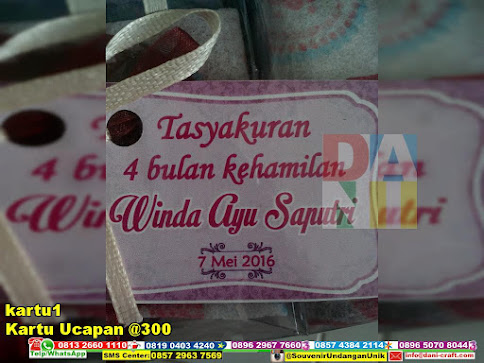 Tasyakuran
4 bulan kehamilan
Winda Ayu Saputri
7 Mei 2016
DA
NI
kartu1
Kartu Ucapan @300
0813 2660 1110
0819 0403 4240
0896 2967 7660
0857 4384 2114
0896 5070 8044
Telp/WhatsApp
SMS Center
0857 2963 7569
@SouvenirUndanganUnik
info@dani-craft.com